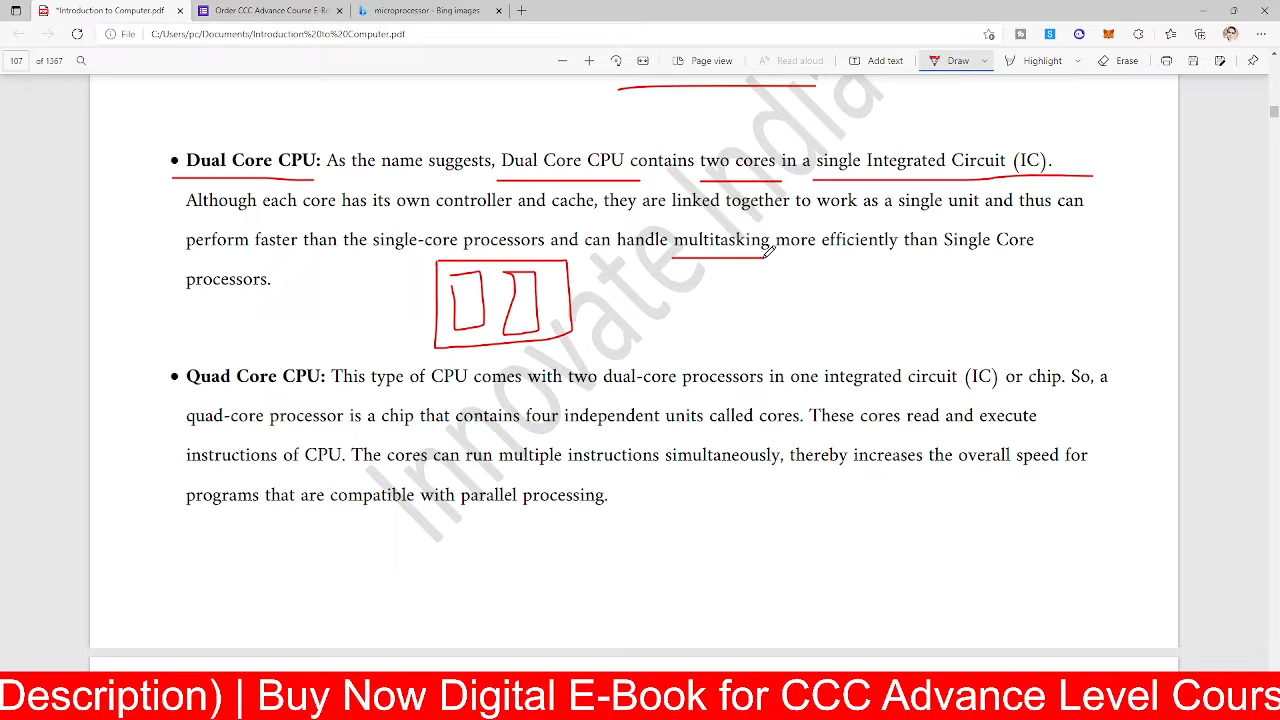 *Introduction to Computer.pdf
Order CCC Advance Course E-Bo
microprocessor - Bing images
File
C:/Users/pc/Documents/Introduction%20to%20Computer.pdf
107 of 1367
Page view
Read aloud
Add text
Draw
Highlight
Erase
• Dual Core CPU: As the name suggests, Dual Core CPU contains two cores in a single Integrated Circuit (IC).
Although each core has its own controller and cache, they are linked together to work as a single unit and thus can
perform faster than the single-core processors and can handle multitasking more efficiently than Single Core
processors.
• Quad Core CPU: This type of CPU comes with two dual-core processors in one integrated circuit (IC) or chip. So, a
quad-core processor is a chip that contains four independent units called cores. These cores read and execute
instructions of CPU. The cores can run multiple instructions simultaneously, thereby increases the overall speed for
programs that are compatible with parallel processing.
Innovate India
Description) | Buy Now Digital E-Book for CCC Advance Level Cours